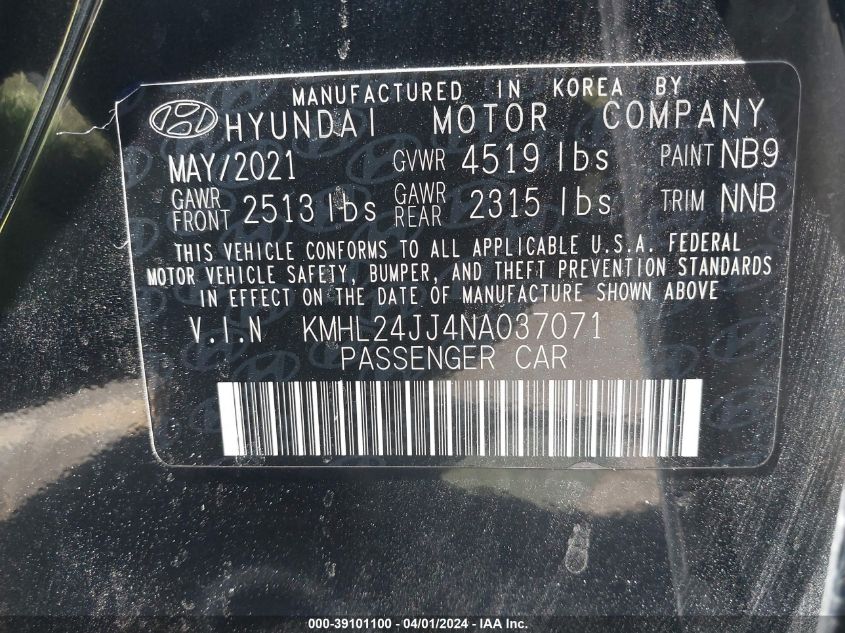 MANUFACTURED IN KOREA BY
HYUNDAI MOTOR COMPANY
MAY/2021 GVWR 4519 lbs PAINT NB9
GAWR FRONT 2513 lbs GAWR REAR 2315 lbs TRIM NNB
THIS VEHICLE CONFORMS TO ALL APPLICABLE U.S.A. FEDERAL
MOTOR VEHICLE SAFETY, BUMPER, AND THEFT PREVENTION STANDARDS
IN EFFECT ON THE DATE OF MANUFACTURE SHOWN ABOVE
V.I.N KMHL24JJ4NA037071
PASSENGER CAR
000-39101100 - 04/01/2024 - IAA Inc.